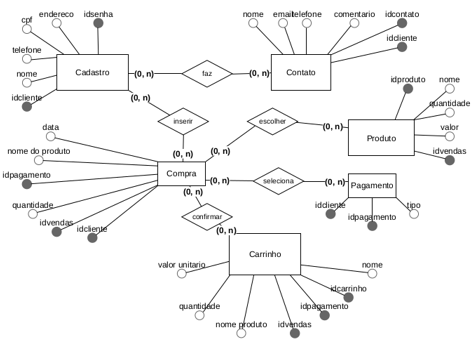 cpf
endereco
idsenha
telefone
nome
idcliente
Cadastro
(0, n)
faz
(0, n)
Contato
nome
email
telefone
comentario
idcontato
idcliente
(0, n)
inserir
(0, n)
escolher
(0, n)
(0, n)
Produto
idproduto
nome
quantidade
valor
idvendas
data
nome do produto
idpagamento
quantidade
idvendas
idcliente
Compra
(0, n)
seleciona
(0, n)
Pagamento
idcliente
idpagamento
tipo
(0, n)
confirmar
(0, n)
Carrinho
valor unitario
quantidade
nome produto
idvendas
idpagamento
idcarrinho
nome